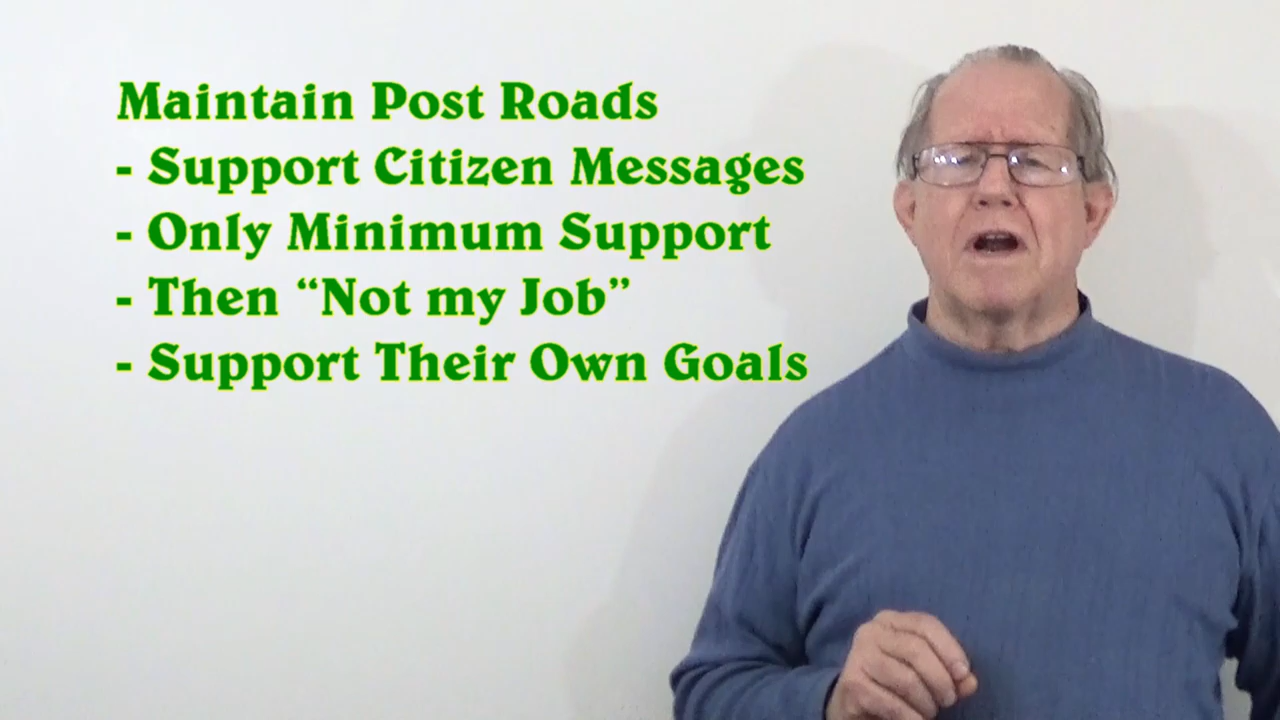 Maintain Post Roads
- Support Citizen Messages
- Only Minimum Support
- Then “Not my Job”
- Support Their Own Goals